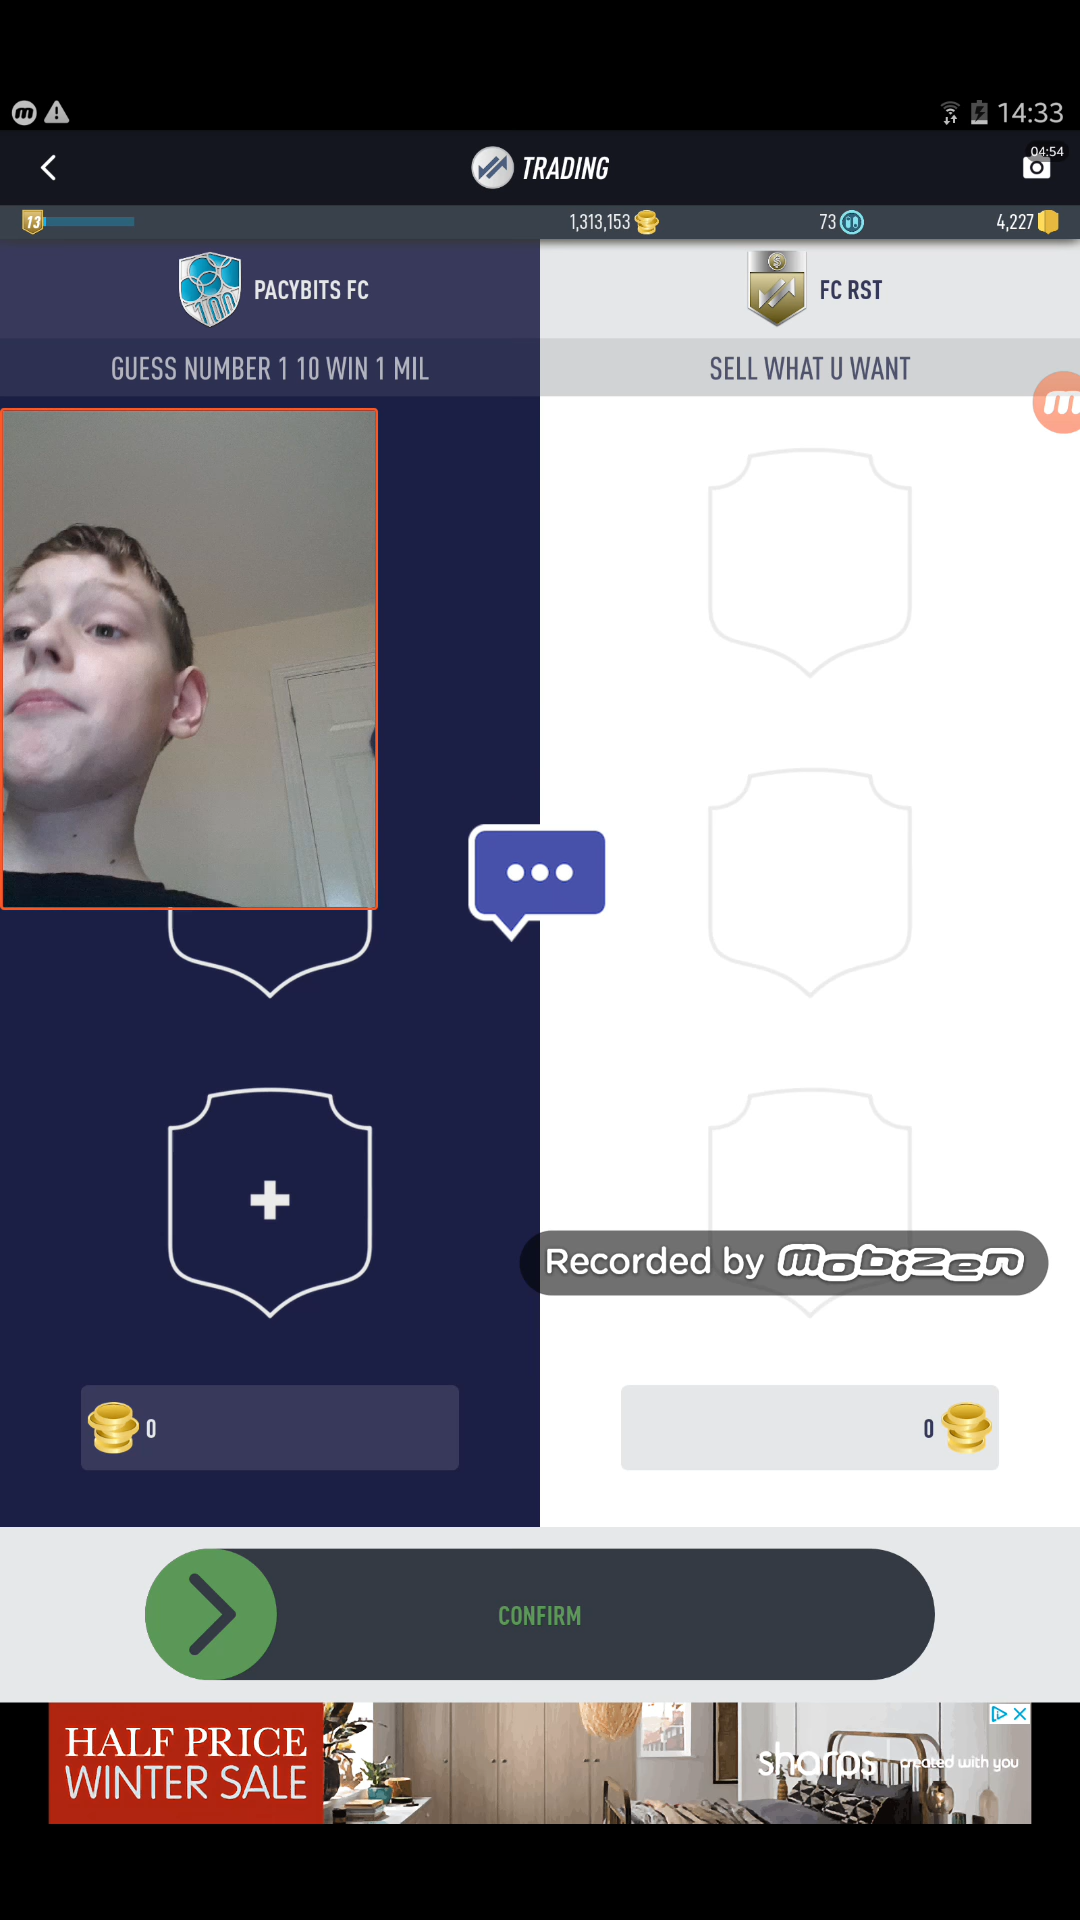 14:33
TRADING
04:54
13
1,313,153
73
4,227
PACYBITS FC
FC RST
100
GUESS NUMBER 1 10 WIN 1 MIL
SELL WHAT U WANT
m
Recorded by mobizen
0
0
CONFIRM
HALF PRICE
WINTER SALE
sharps
created with you